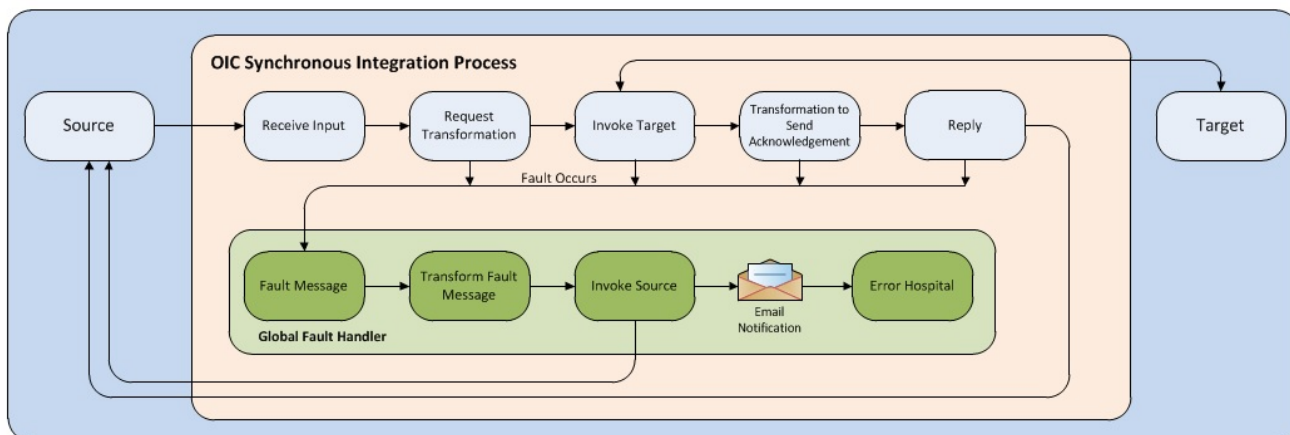 OIC Synchronous Integration Process
Source
Receive Input
Request
Transformation
Invoke Target
Transformation to
Send
Acknowledgement
Reply
Target
Fault Occurs
Fault Message
Transform Fault
Message
Invoke Source
Email
Notification
Error Hospital
Global Fault Handler